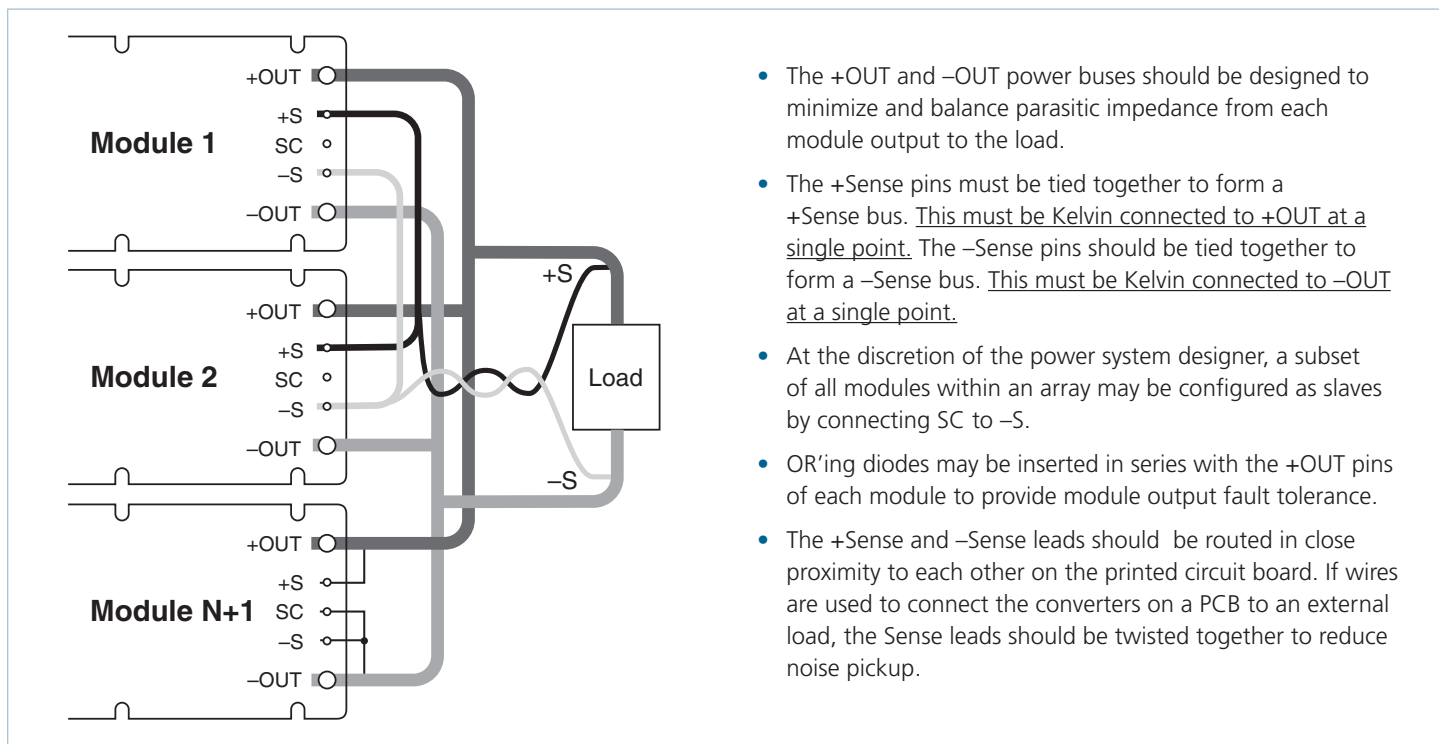 +OUT
+S
Module 1
SC
–S
–OUT
+OUT
+S
Module 2
SC
–S
–OUT
+OUT
+S
Module N+1
SC
–S
–OUT
+S
Load
–S
• The +OUT and –OUT power buses should be designed to
minimize and balance parasitic impedance from each
module output to the load.
• The +Sense pins must be tied together to form a
+Sense bus. This must be Kelvin connected to +OUT at a
single point. The –Sense pins should be tied together to
form a –Sense bus. This must be Kelvin connected to –OUT
at a single point.
• At the discretion of the power system designer, a subset
of all modules within an array may be configured as slaves
by connecting SC to –S.
• OR'ing diodes may be inserted in series with the +OUT pins
of each module to provide module output fault tolerance.
• The +Sense and –Sense leads should be routed in close
proximity to each other on the printed circuit board. If wires
are used to connect the converters on a PCB to an external
load, the Sense leads should be twisted together to reduce
noise pickup.